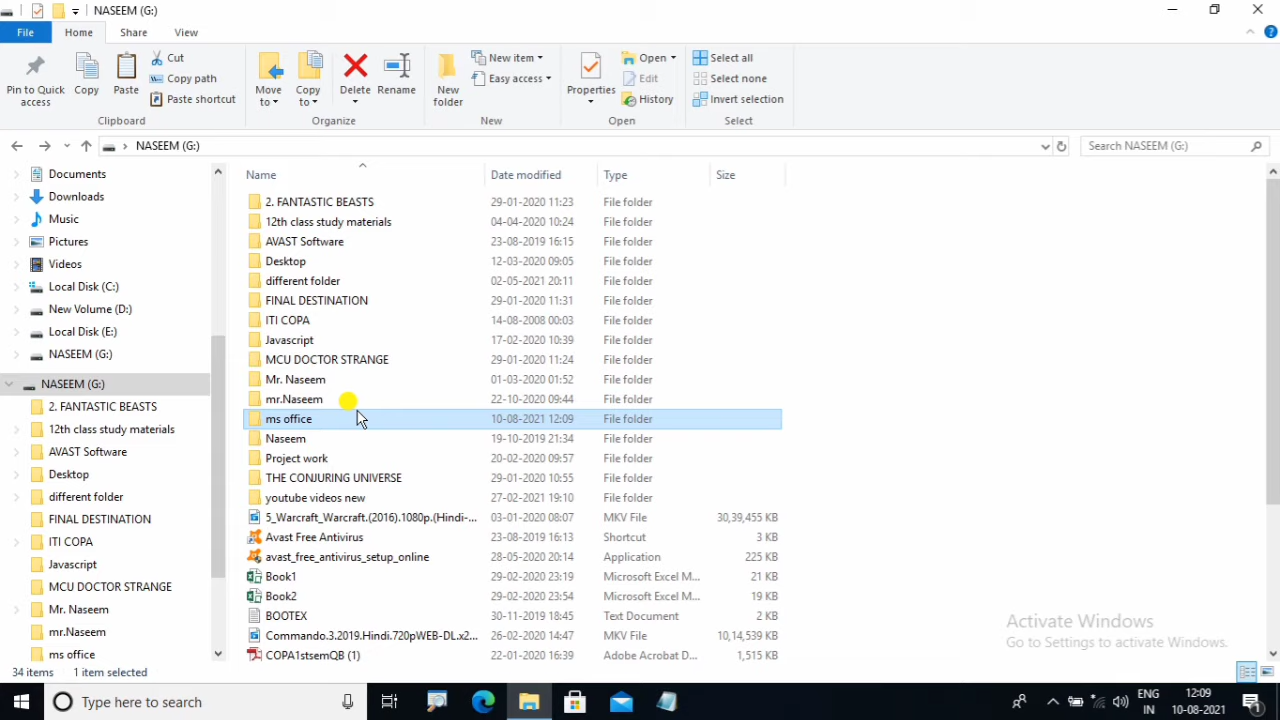 NASEEM (G:)
File Home Share View
Pin to Quick access
Copy
Paste
Cut
Copy path
Paste shortcut
Clipboard
Move to
Copy to
Delete
Rename
Organize
New folder
New item
Easy access
New
Properties
Open
Edit
History
Open
Select all
Select none
Invert selection
Select
NASEEM (G:)
Search NASEEM (G:)
Documents
Downloads
Music
Pictures
Videos
Local Disk (C:)
New Volume (D:)
Local Disk (E:)
NASEEM (G:)
NASEEM (G:)
2. FANTASTIC BEASTS
12th class study materials
AVAST Software
Desktop
different folder
FINAL DESTINATION
ITI COPA
Javascript
MCU DOCTOR STRANGE
Mr. Naseem
mr.Naseem
ms office
Name Date modified Type Size
2. FANTASTIC BEASTS 29-01-2020 11:23 File folder
12th class study materials 04-04-2020 10:24 File folder
AVAST Software 23-08-2019 16:15 File folder
Desktop 12-03-2020 09:05 File folder
different folder 02-05-2021 20:11 File folder
FINAL DESTINATION 29-01-2020 11:31 File folder
ITI COPA 14-08-2008 00:03 File folder
Javascript 17-02-2020 10:39 File folder
MCU DOCTOR STRANGE 29-01-2020 11:24 File folder
Mr. Naseem 01-03-2020 01:52 File folder
mr.Naseem 22-10-2020 09:44 File folder
ms office 10-08-2021 12:09 File folder
Naseem 19-10-2019 21:34 File folder
Project work 20-02-2020 09:57 File folder
THE CONJURING UNIVERSE 29-01-2020 10:55 File folder
youtube videos new 27-02-2021 19:10 File folder
5_Warcraft_Warcraft.(2016).1080p.(Hindi-... 03-01-2020 08:07 MKV File 30,39,455 KB
Avast Free Antivirus 23-08-2019 16:13 Shortcut 3 KB
avast_free_antivirus_setup_online 28-05-2020 20:14 Application 225 KB
Book1 29-02-2020 23:19 Microsoft Excel M... 21 KB
Book2 29-02-2020 23:54 Microsoft Excel M... 19 KB
BOOTEX 30-11-2019 18:45 Text Document 2 KB
Commando.3.2019.Hindi.720pWEB-DL.x2... 26-02-2020 14:47 MKV File 10,14,539 KB
COPA1stsemQB (1) 22-01-2020 16:39 Adobe Acrobat D... 1,515 KB
Activate Windows
Go to Settings to activate Windows.
34 items 1 item selected
Type here to search
ENG
IN
12:09
10-08-2021
1